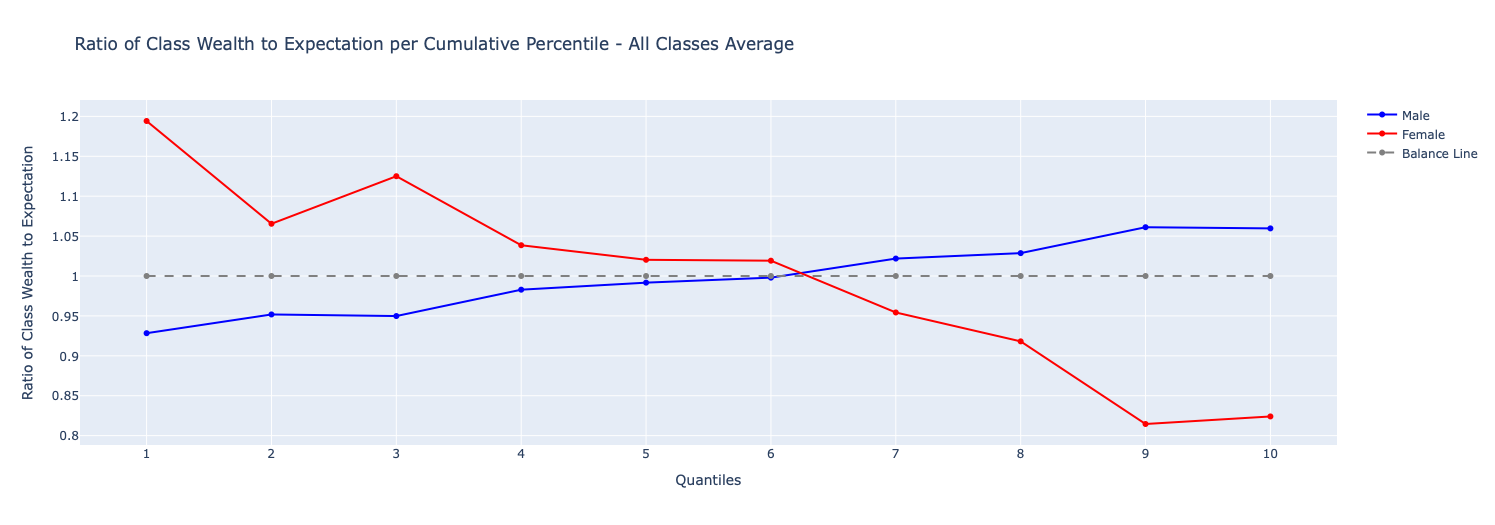 Ratio of Class Wealth to Expectation per Cumulative Percentile - All Classes Average
Ratio of Class Wealth to Expectation
1.2
1.15
1.1
1.05
1
0.95
0.9
0.85
0.8
1 2 3 4 5 6 7 8 9 10
Quantiles
Male
Female
Balance Line